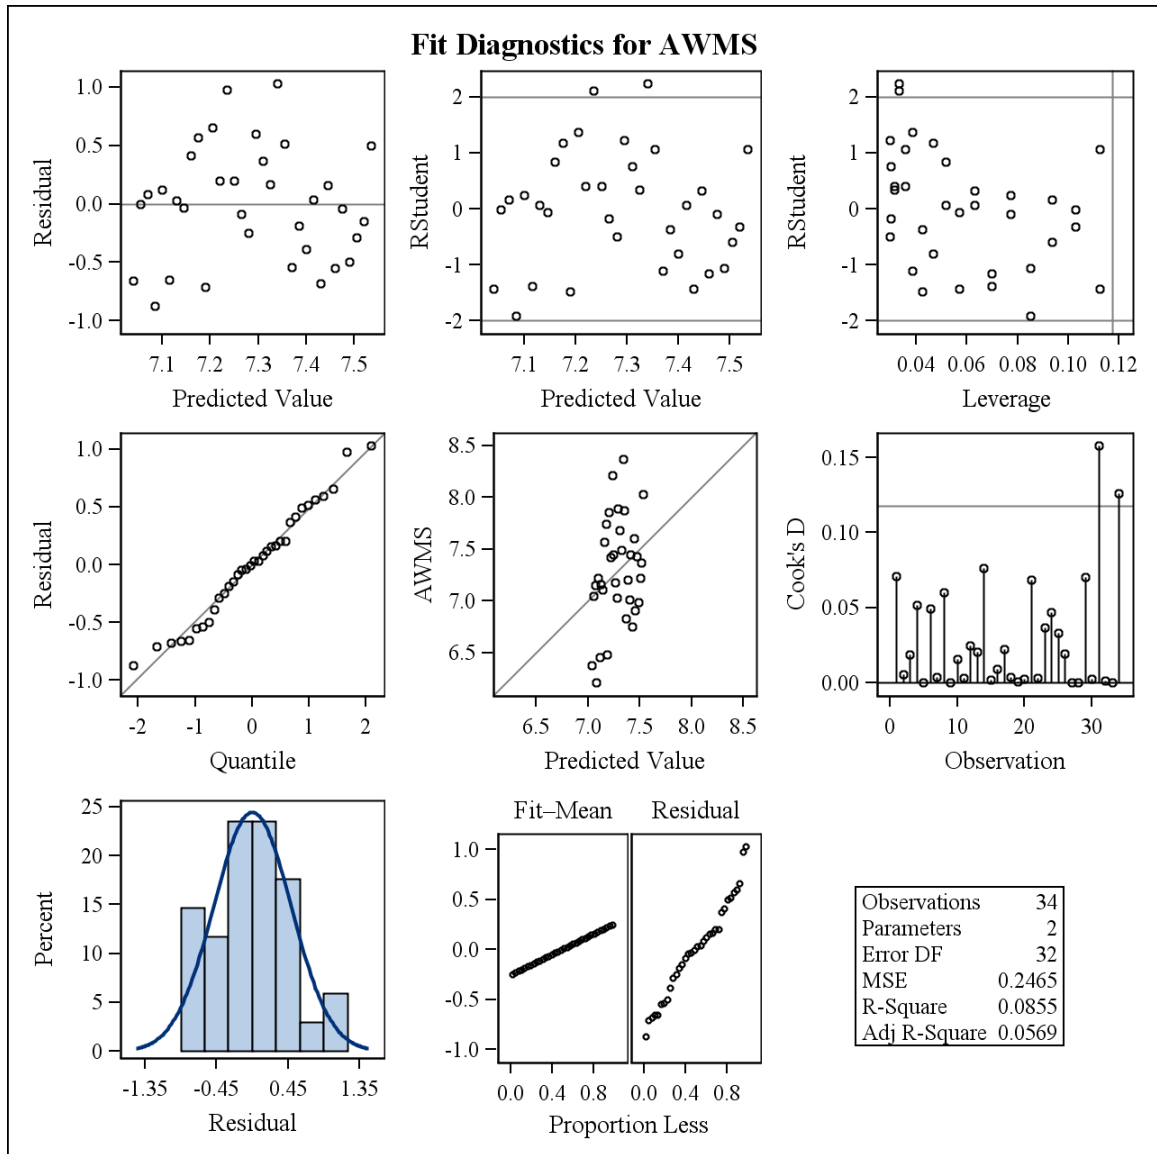 Fit Diagnostics for AWMS
1.0
0.5
0.0
-0.5
-1.0
Residual
7.1 7.2 7.3 7.4 7.5
Predicted Value
2
1
0
-1
-2
RStudent
7.1 7.2 7.3 7.4 7.5
Predicted Value
2
1
0
-1
-2
RStudent
0.04 0.06 0.08 0.10 0.12
Leverage
1.0
0.5
0.0
-0.5
-1.0
Residual
-2 -1 0 1 2
Quantile
8.5
8.0
7.5
7.0
6.5
AWMS
6.5 7.0 7.5 8.0 8.5
Predicted Value
0.15
0.10
0.05
0.00
Cook's D
0 10 20 30
Observation
25
20
15
10
5
0
Percent
-1.35 -0.45 0.45 1.35
Residual
Fit–Mean Residual
1.0
0.5
0.0
-0.5
-1.0
0.0 0.4 0.8 0.0 0.4 0.8
Proportion Less
Observations 34
Parameters 2
Error DF 32
MSE 0.2465
R-Square 0.0855
Adj R-Square 0.0569